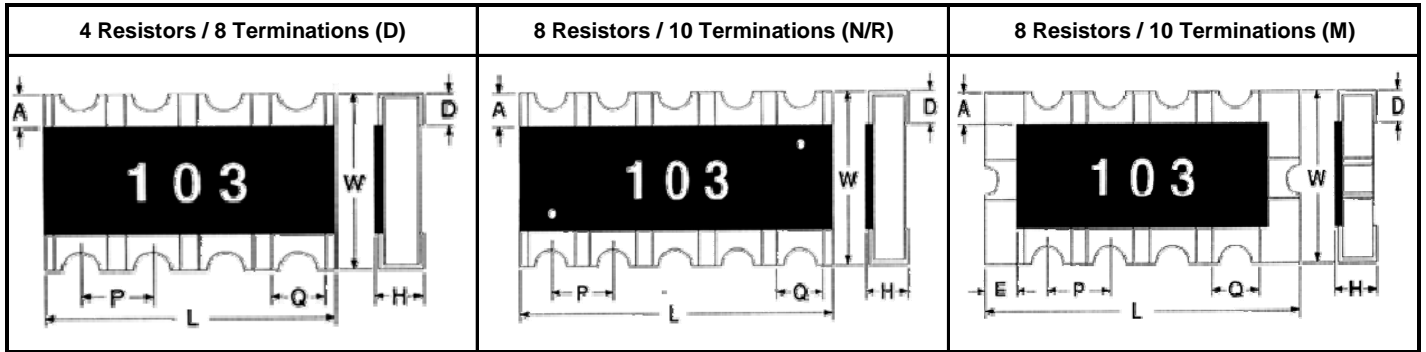 4 Resistors / 8 Terminations (D)
8 Resistors / 10 Terminations (N/R)
8 Resistors / 10 Terminations (M)
A
103
W
D
P
Q
H
L
A
103
W
D
P
Q
H
L
A
103
W
D
E
P
Q
H
L